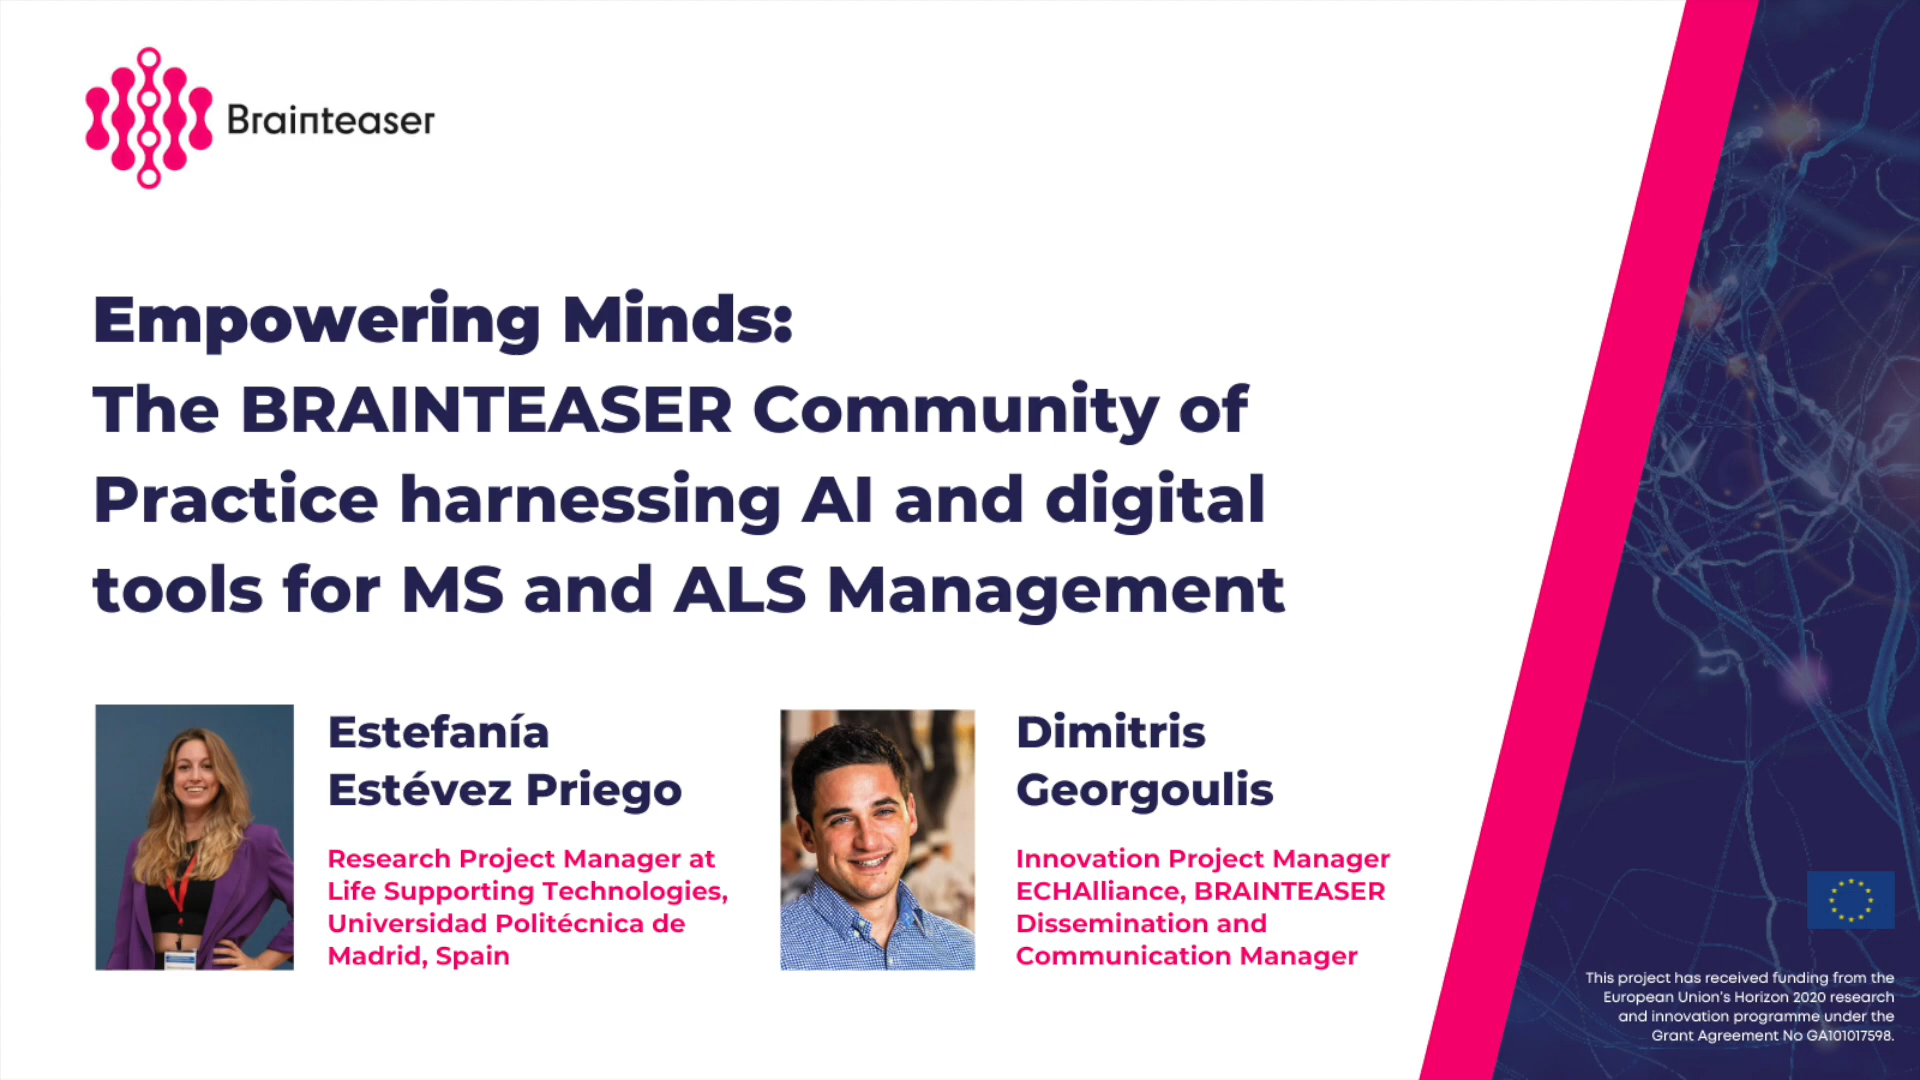 Brainteaser
Empowering Minds:
The BRAINTEASER Community of
Practice harnessing AI and digital
tools for MS and ALS Management
Estefanía
Estévez Priego
Research Project Manager at
Life Supporting Technologies,
Universidad Politécnica de
Madrid, Spain
Dimitris
Georgoulis
Innovation Project Manager
ECHAlliance, BRAINTEASER
Dissemination and
Communication Manager
This project has received funding from the
European Union's Horizon 2020 research
and innovation programme under the
Grant Agreement No GA101017598.